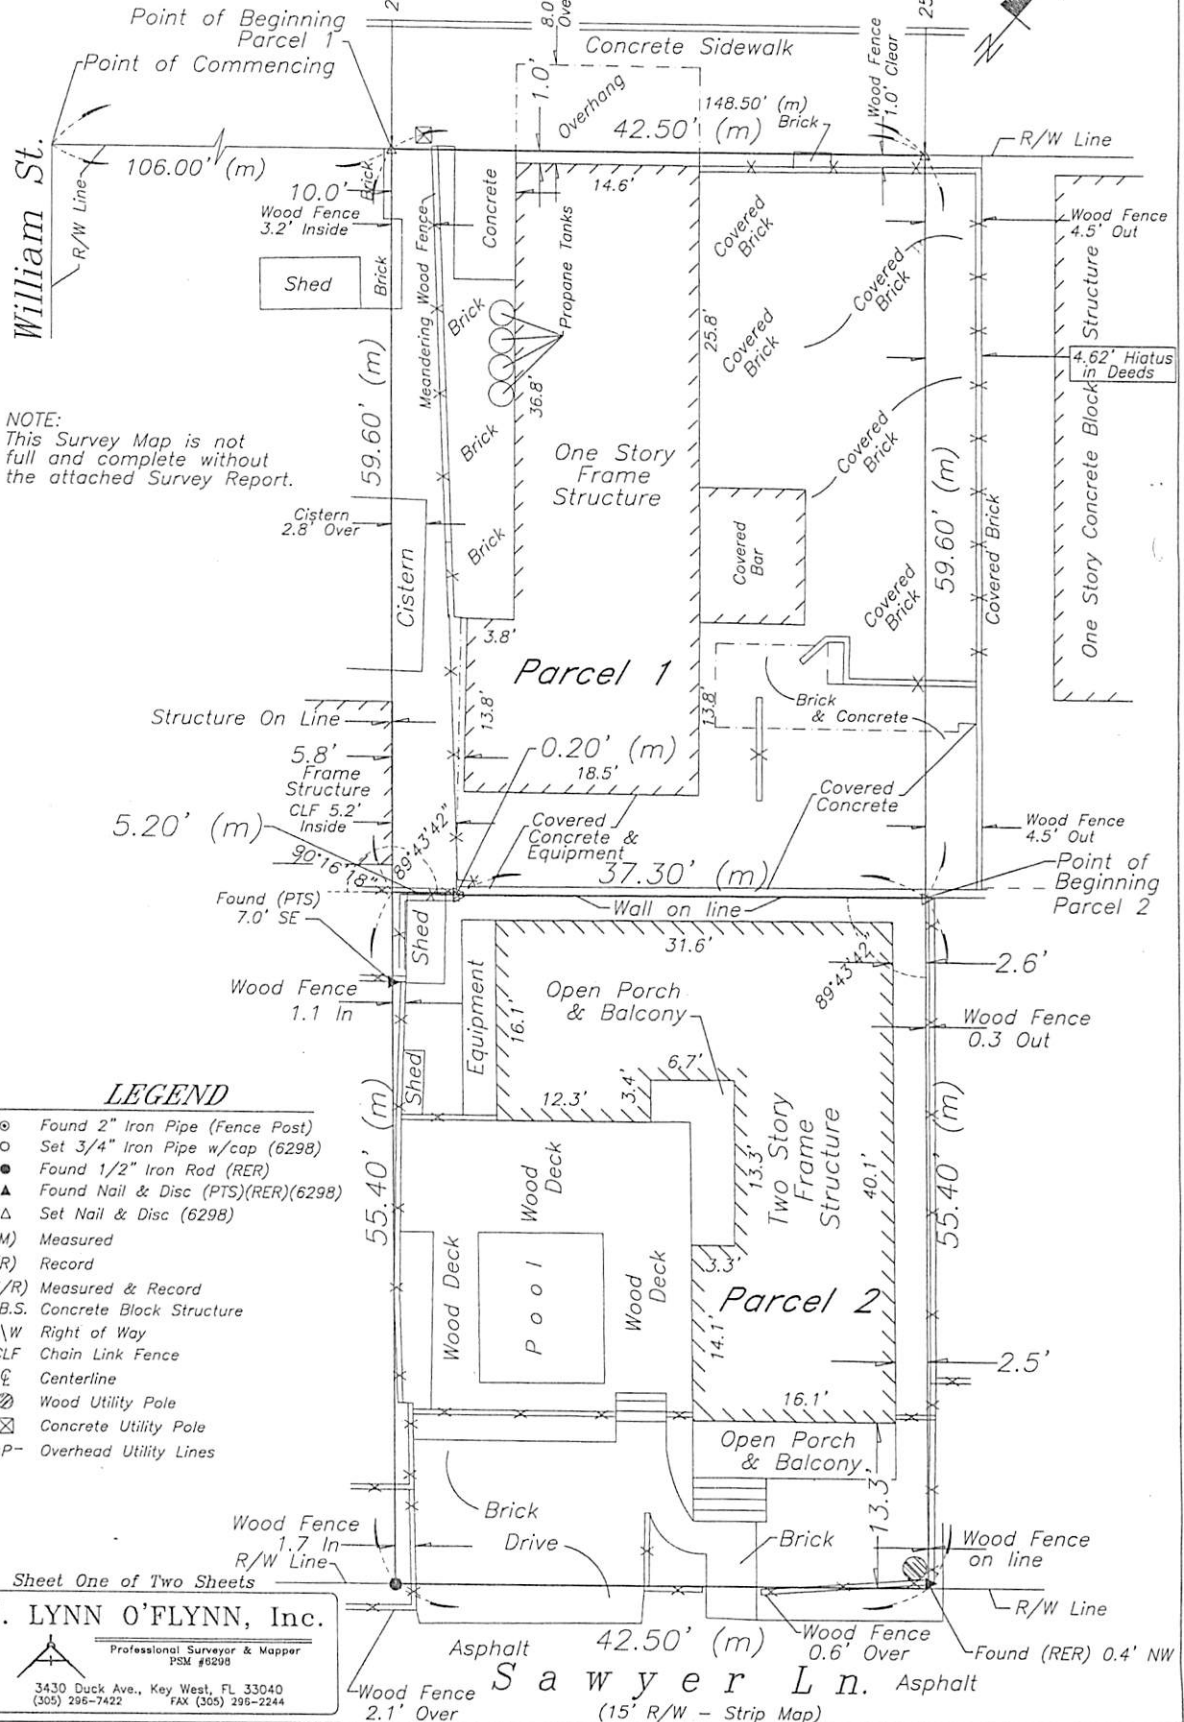 Point of Beginning
Parcel 1
Point of Commencing
2
8.0'
25
Concrete Sidewalk
1.0'
Overhang
148.50' (m)
42.50' (m)
Brick
Wood Fence
1.0' Clear
N
R/W Line
William St.
R/W Line
106.00' (m)
10.0'
Brick
Wood Fence
3.2' Inside
Shed
Brick
Meandering Wood Fence
Concrete
14.6'
Propane Tanks
Brick
36.8'
25.8'
Covered
Brick
Covered
Brick
Covered
Brick
Covered
Brick
Covered
Brick
Wood Fence
4.5' Out
4.62' Hiatus
in Deeds
One Story Concrete Block Structure
NOTE:
This Survey Map is not
full and complete without
the attached Survey Report.
59.60' (m)
Brick
One Story
Frame
Structure
59.60' (m)
Covered Brick
Cistern
2.8' Over
Cistern
Brick
Covered
Bar
3.8'
Parcel 1
13.8'
13.8'
Brick
& Concrete
Structure On Line
5.8'
Frame
Structure
CLF 5.2'
Inside
0.20' (m)
18.5'
5.20' (m)
90°16'18"
89°43'42"
Covered
Concrete &
Equipment
Covered
Concrete
Wood Fence
4.5' Out
37.30' (m)
Point of
Beginning
Parcel 2
Found (PTS)
7.0' SE
Shed
Wall on line
31.6'
89°43'42"
2.6'
Wood Fence
1.1 In
Equipment
16.1'
Open Porch
& Balcony
Wood Fence
0.3 Out
Shed
12.3'
3.4'
6.7'
13.3'
Two Story
Frame
Structure
40.1'
55.40' (m)
55.40' (m)
Wood
Deck
Wood Deck
Pool
Wood
Deck
3.3'
Parcel 2
14.1'
2.5'
16.1'
Open Porch
& Balcony
13.3'
LEGEND
Found 2" Iron Pipe (Fence Post)
Set 3/4" Iron Pipe w/cap (6298)
Found 1/2" Iron Rod (RER)
Found Nail & Disc (PTS)(RER)(6298)
Set Nail & Disc (6298)
M) Measured
R) Record
/R) Measured & Record
B.S. Concrete Block Structure
\W Right of Way
CLF Chain Link Fence
℄ Centerline
Wood Utility Pole
Concrete Utility Pole
P- Overhead Utility Lines
Brick
Drive
Brick
Wood Fence
1.7 In
R/W Line
Wood Fence
on line
R/W Line
Sheet One of Two Sheets
. LYNN O'FLYNN, Inc.
Professional Surveyor & Mapper
PSM #6298
3430 Duck Ave., Key West, FL 33040
(305) 296-7422 FAX (305) 296-2244
Asphalt
42.50' (m)
Wood Fence
0.6' Over
Found (RER) 0.4' NW
Wood Fence
2.1' Over
Sawyer Ln.
Asphalt
(15' R/W - Strip Map)